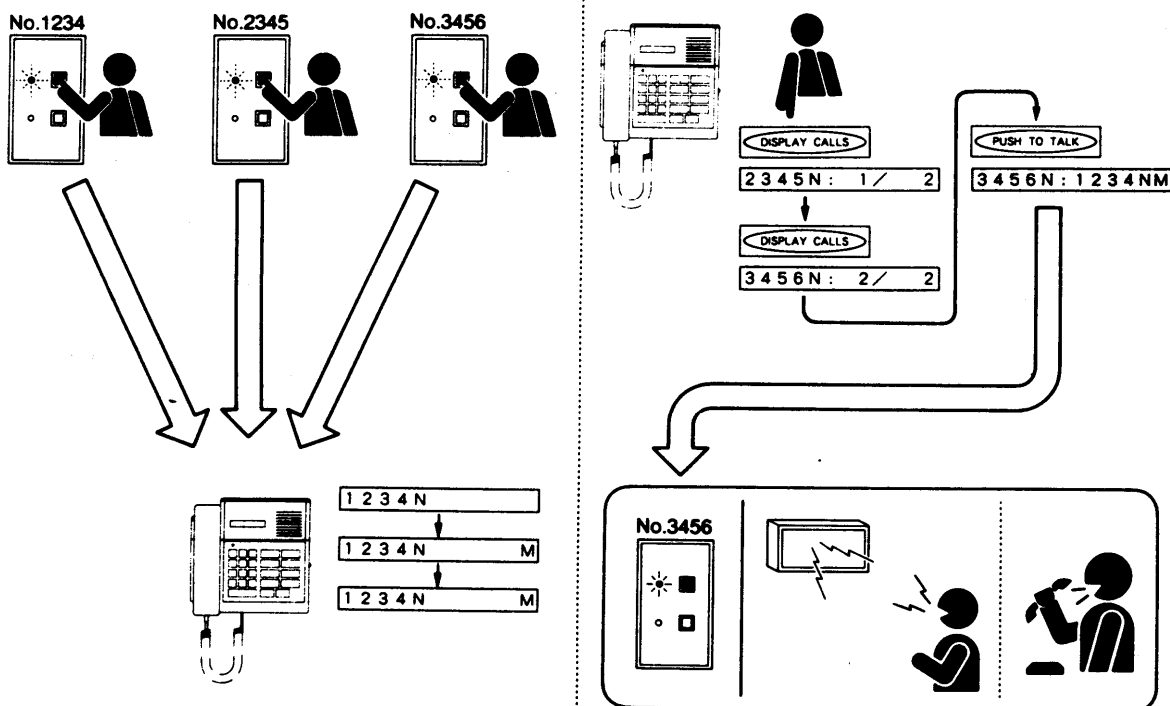 No.1234
No.2345
No.3456
1234N
1234N M
1234N M
DISPLAY CALLS
2345N: 1/ 2
DISPLAY CALLS
3456N: 2/ 2
PUSH TO TALK
3456N:1234NM
No.3456